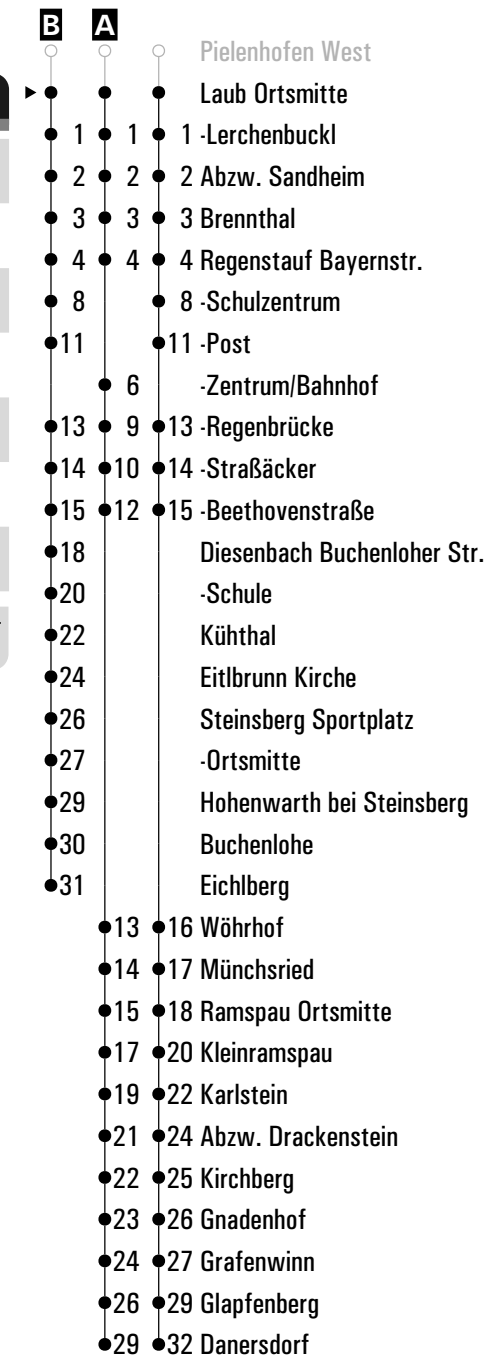 B A
Pielenhofen West
Laub Ortsmitte
1 1 1 -Lerchenbuckl
2 2 2 Abzw. Sandheim
3 3 3 Brennthal
4 4 4 Regenstauf Bayernstr.
8 8 -Schulzentrum
11 11 -Post
6 -Zentrum/Bahnhof
13 9 13 -Regenbrücke
14 10 14 -Straßäcker
15 12 15 -Beethovenstraße
18 Diesenbach Buchenloher Str.
20 -Schule
22 Kühthal
24 Eitlbrunn Kirche
26 Steinsberg Sportplatz
27 -Ortsmitte
29 Hohenwarth bei Steinsberg
30 Buchenlohe
31 Eichlberg
13 16 Wöhrhof
14 17 Münchsried
15 18 Ramspau Ortsmitte
17 20 Kleinramspau
19 22 Karlstein
21 24 Abzw. Drackenstein
22 25 Kirchberg
23 26 Gnadenhof
24 27 Grafenwinn
26 29 Glapfenberg
29 32 Danersdorf